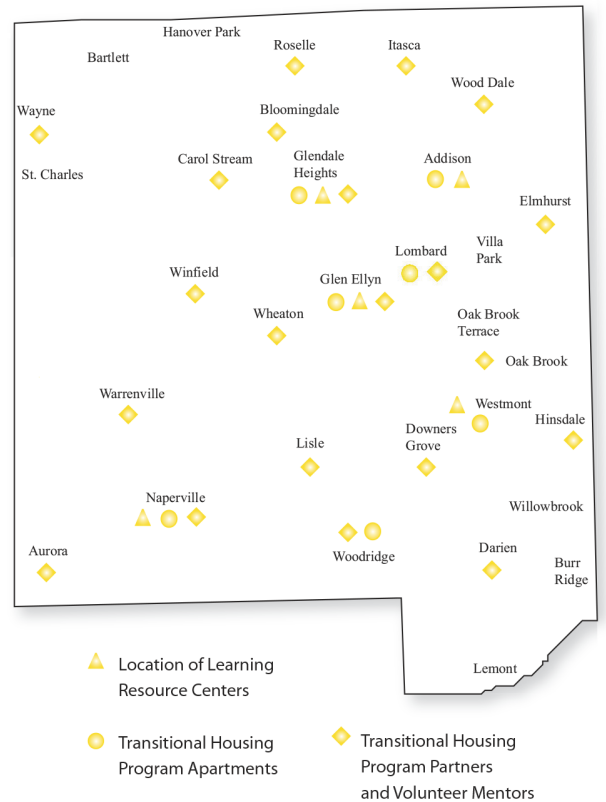 Hanover Park
Bartlett
Roselle
Itasca
Wood Dale
Wayne
Bloomingdale
St. Charles
Carol Stream
Glendale
Heights
Addison
Elmhurst
Villa
Park
Lombard
Winfield
Glen Ellyn
Wheaton
Oak Brook
Terrace
Oak Brook
Warrenville
Westmont
Hinsdale
Downers
Grove
Lisle
Naperville
Willowbrook
Aurora
Woodridge
Darien
Burr
Ridge
Lemont
Location of Learning
Resource Centers
Transitional Housing
Program Apartments
Transitional Housing
Program Partners
and Volunteer Mentors